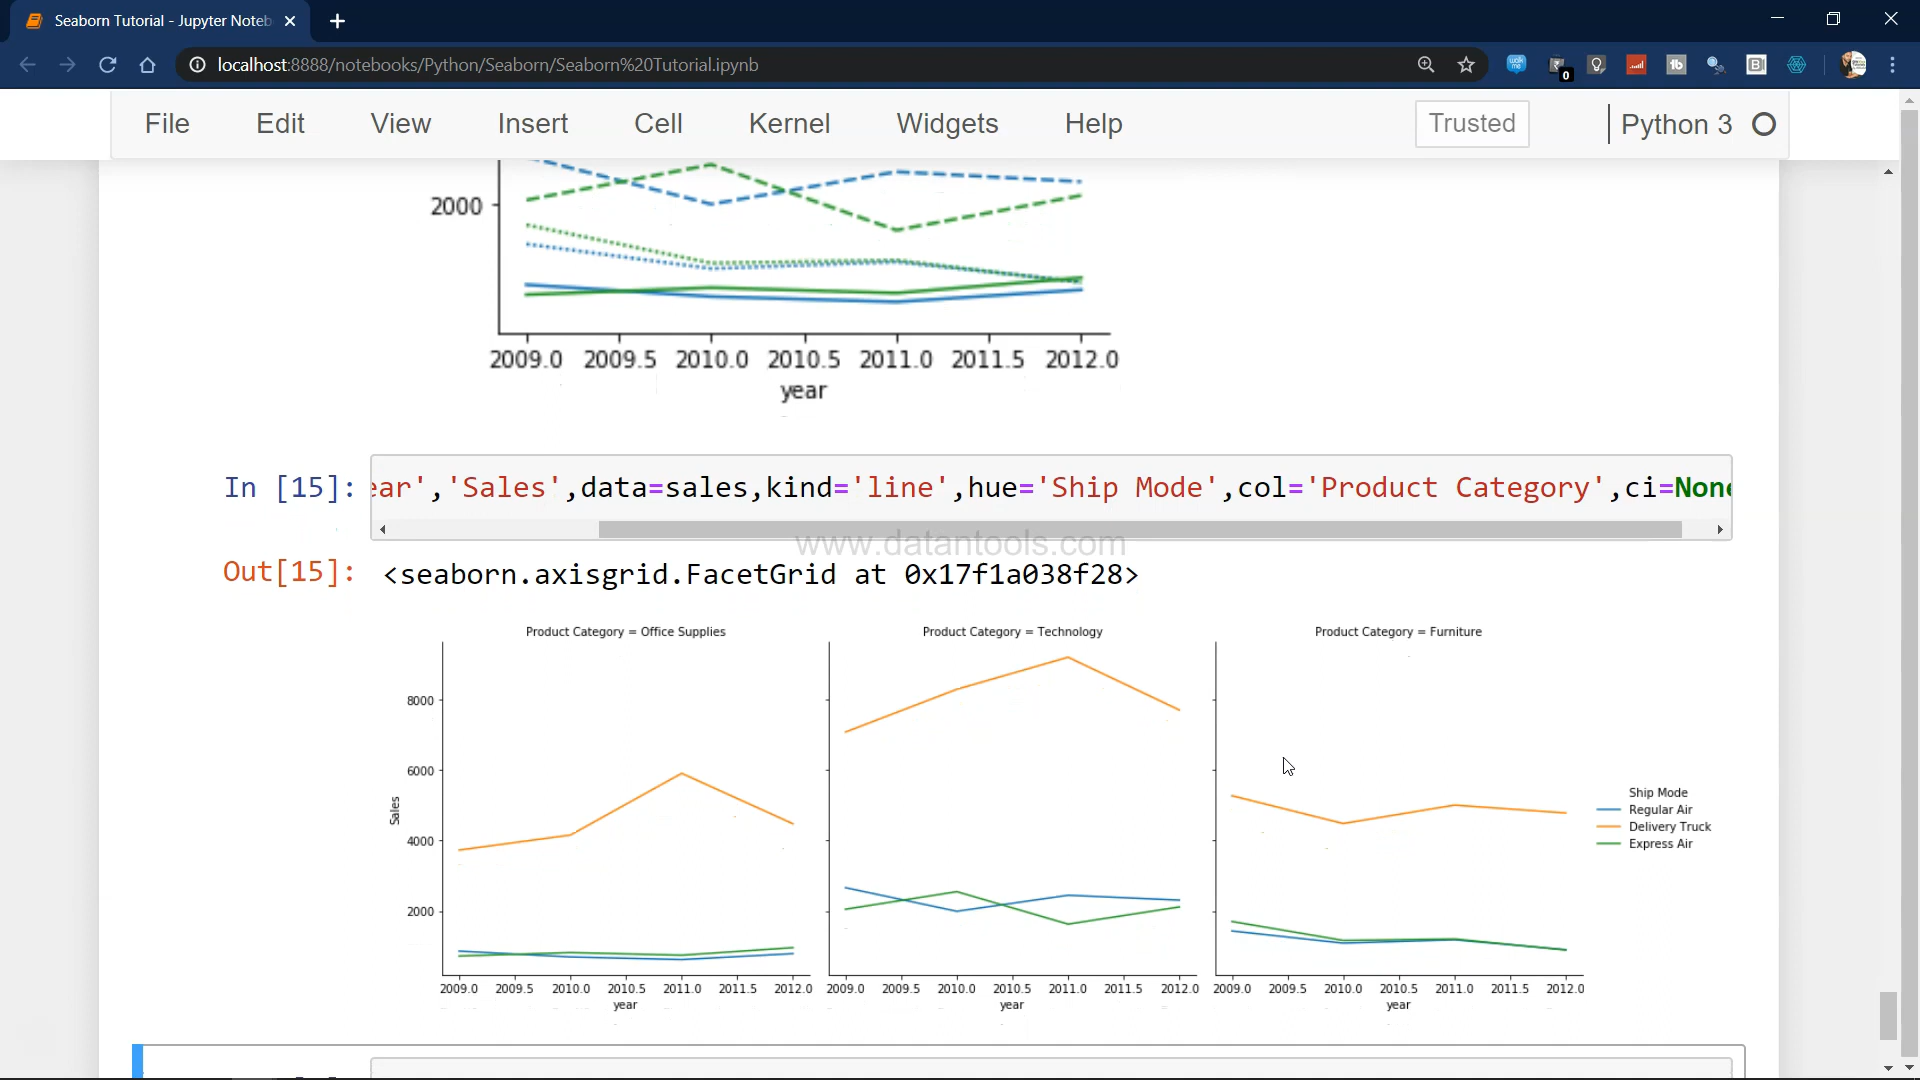 Seaborn Tutorial - Jupyter Noteb
localhost:8888/notebooks/Python/Seaborn/Seaborn%20Tutorial.ipynb
0
File Edit View Insert Cell Kernel Widgets Help Trusted Python 3
2000
2009.0 2009.5 2010.0 2010.5 2011.0 2011.5 2012.0
year
In [15]: ear','Sales',data=sales,kind='line',hue='Ship Mode',col='Product Category',ci=None
www.datantools.com
Out[15]: <seaborn.axisgrid.FacetGrid at 0x17f1a038f28>
Product Category = Office Supplies Product Category = Technology Product Category = Furniture
8000
6000
4000
2000
Sales
Ship Mode
Regular Air
Delivery Truck
Express Air
2009.0 2009.5 2010.0 2010.5 2011.0 2011.5 2012.0 2009.0 2009.5 2010.0 2010.5 2011.0 2011.5 2012.0 2009.0 2009.5 2010.0 2010.5 2011.0 2011.5 2012.0
year year year